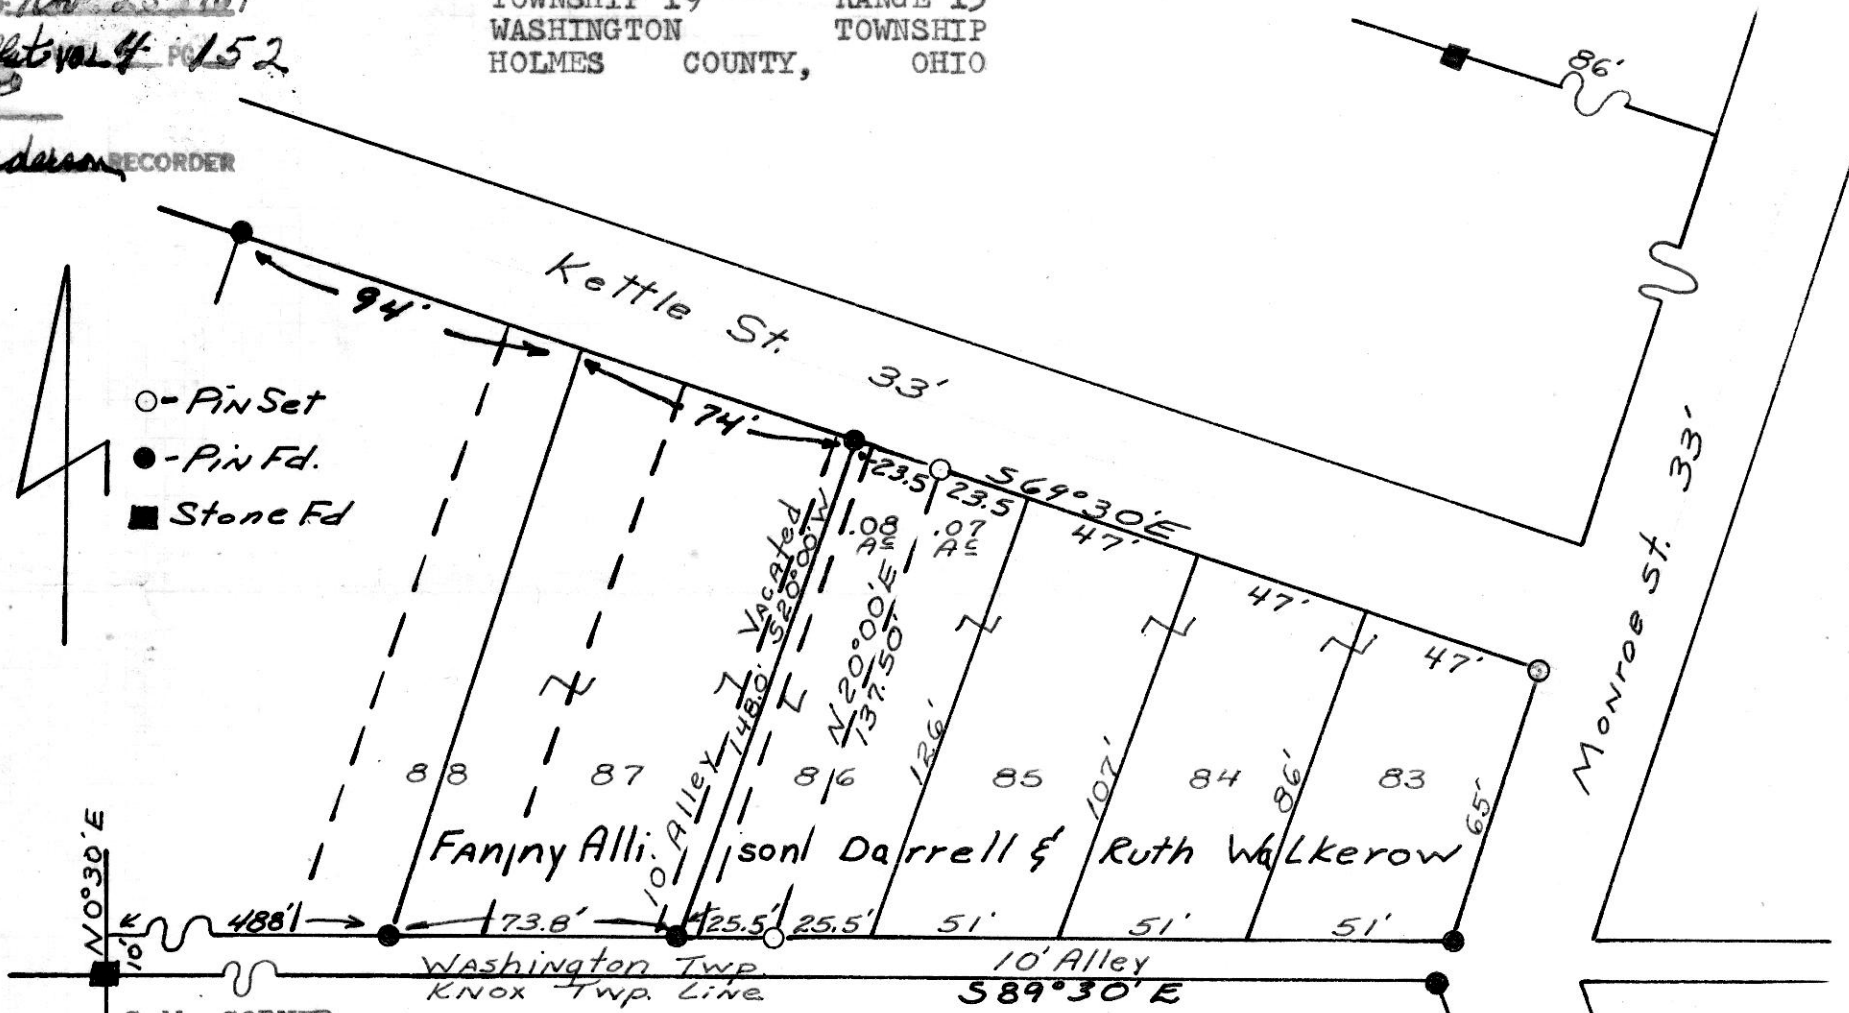 TOWNSHIP 19 RANGE 15
WASHINGTON TOWNSHIP
HOLMES COUNTY, OHIO
Plat vol 4 PG 152
RECORDER
86'
Kettle St. 33'
94'
74'
○-Pin Set
●-Pin Fd.
■ Stone Fd
23.5 23.5
S69°30'E
47'
47'
47'
.08 Ac
.07 Ac
Monroe St. 33'
10' Alley Vacated
148.0' S20°00'W
N20°00'E
137.50'
126'
107'
86'
65'
88 87 86 85 84 83
Fanny Allison Darrell & Ruth Walkerow
N0°30'E
10'
488' 73.8' 25.5' 25.5' 51' 51' 51'
Washington Twp.
Knox Twp. Line
10' Alley
S89°30'E